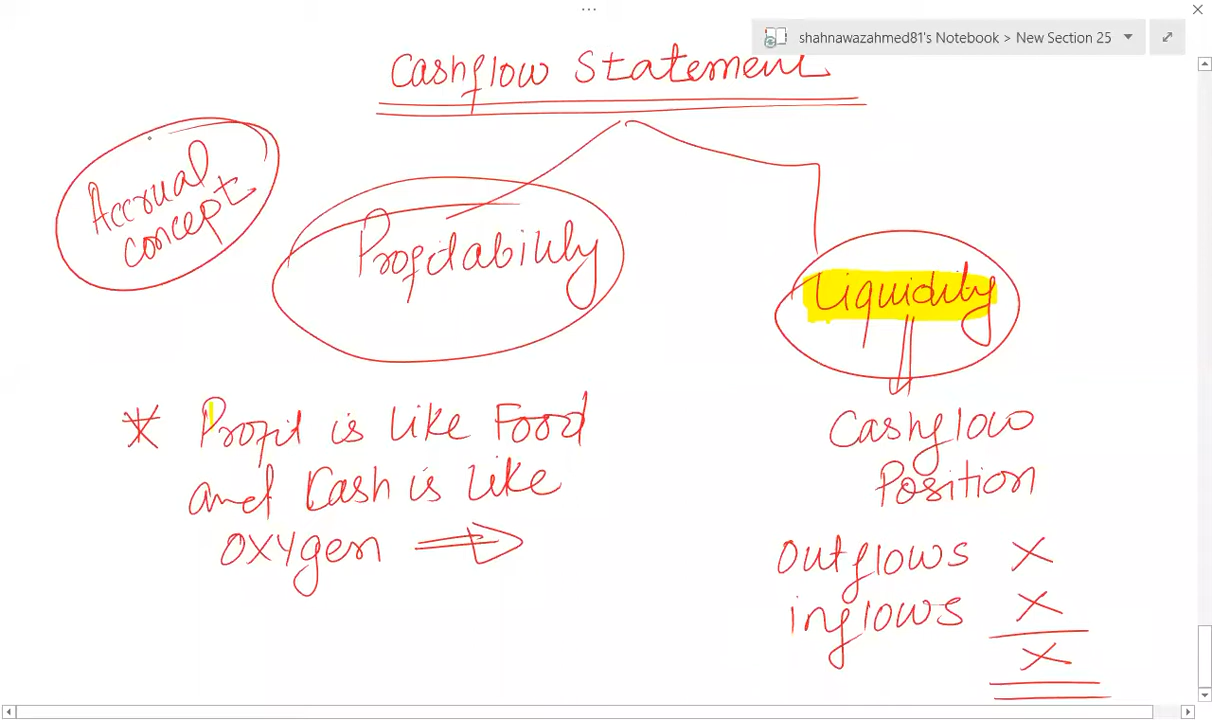 shahnawazahmed81's Notebook > New Section 25
Cashflow Statement
Accrual
concept
Profitability
Liquidity
* Profit is like Food
and Cash is like
oxygen ⇒
Cashflow
Position
outflows X
inflows X
X